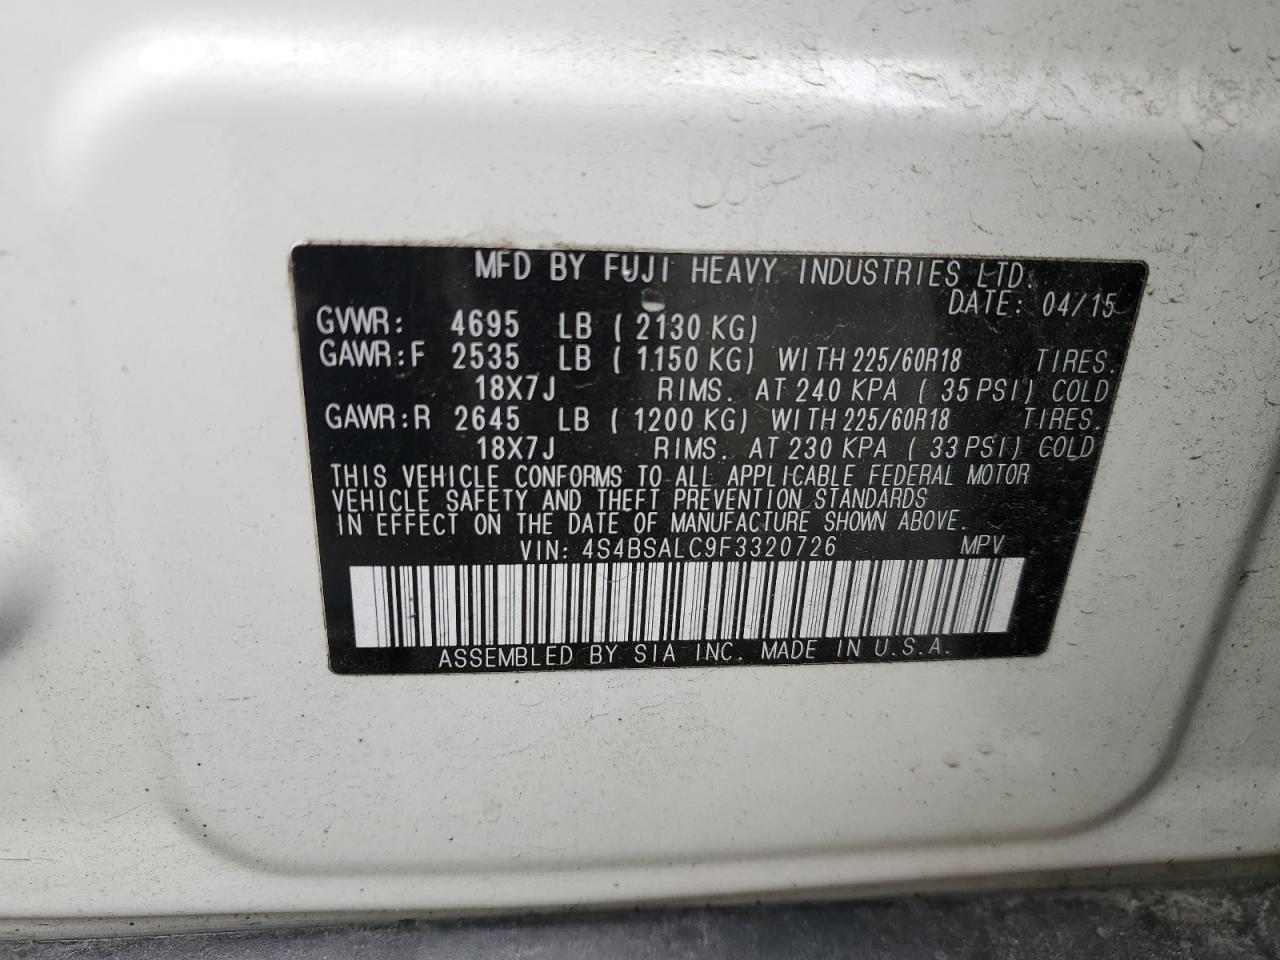 MFD BY FUJI HEAVY INDUSTRIES LTD.
DATE: 04/15
GVWR: 4695 LB ( 2130 KG)
GAWR:F 2535 LB ( 1150 KG) WITH 225/60R18 TIRES.
18X7J RIMS. AT 240 KPA ( 35 PSI) COLD
GAWR:R 2645 LB ( 1200 KG) WITH 225/60R18 TIRES.
18X7J RIMS. AT 230 KPA ( 33 PSI) COLD
THIS VEHICLE CONFORMS TO ALL APPLICABLE FEDERAL MOTOR
VEHICLE SAFETY AND THEFT PREVENTION STANDARDS
IN EFFECT ON THE DATE OF MANUFACTURE SHOWN ABOVE.
VIN: 4S4BSALC9F3320726 MPV
ASSEMBLED BY SIA INC. MADE IN U.S.A.